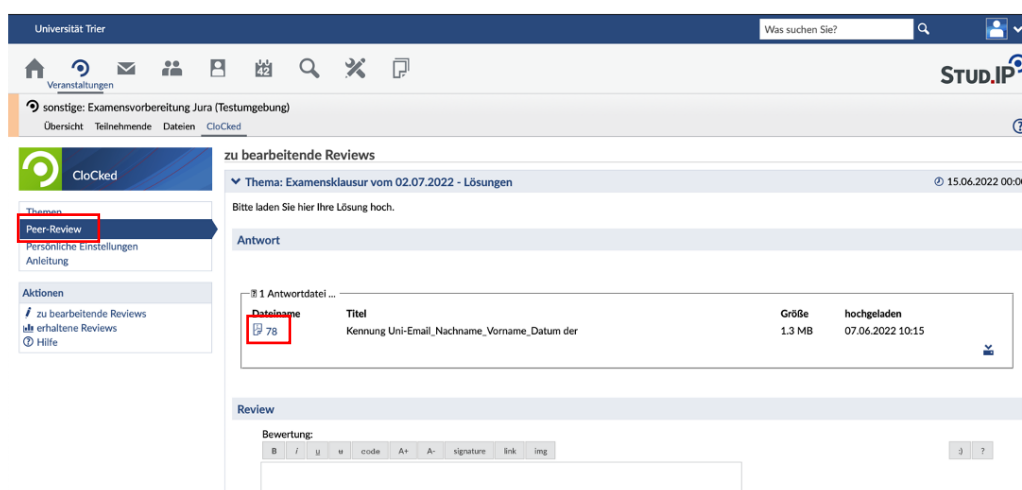 Universität Trier
Was suchen Sie?
42
Veranstaltungen
STUD.IP
sonstige: Examensvorbereitung Jura (Testumgebung)
Übersicht Teilnehmende Dateien CloCked
CloCked
Themen
Peer-Review
Persönliche Einstellungen
Anleitung
Aktionen
zu bearbeitende Reviews
erhaltene Reviews
Hilfe
zu bearbeitende Reviews
Thema: Examensklausur vom 02.07.2022 - Lösungen 15.06.2022 00:00
Bitte laden Sie hier Ihre Lösung hoch.
Antwort
1 Antwortdatei ...
Dateiname Titel Größe hochgeladen
78 Kennung Uni-Email_Nachname_Vorname_Datum der 1.3 MB 07.06.2022 10:15
Review
Bewertung:
B i u e code A+ A- signature link img :) ?